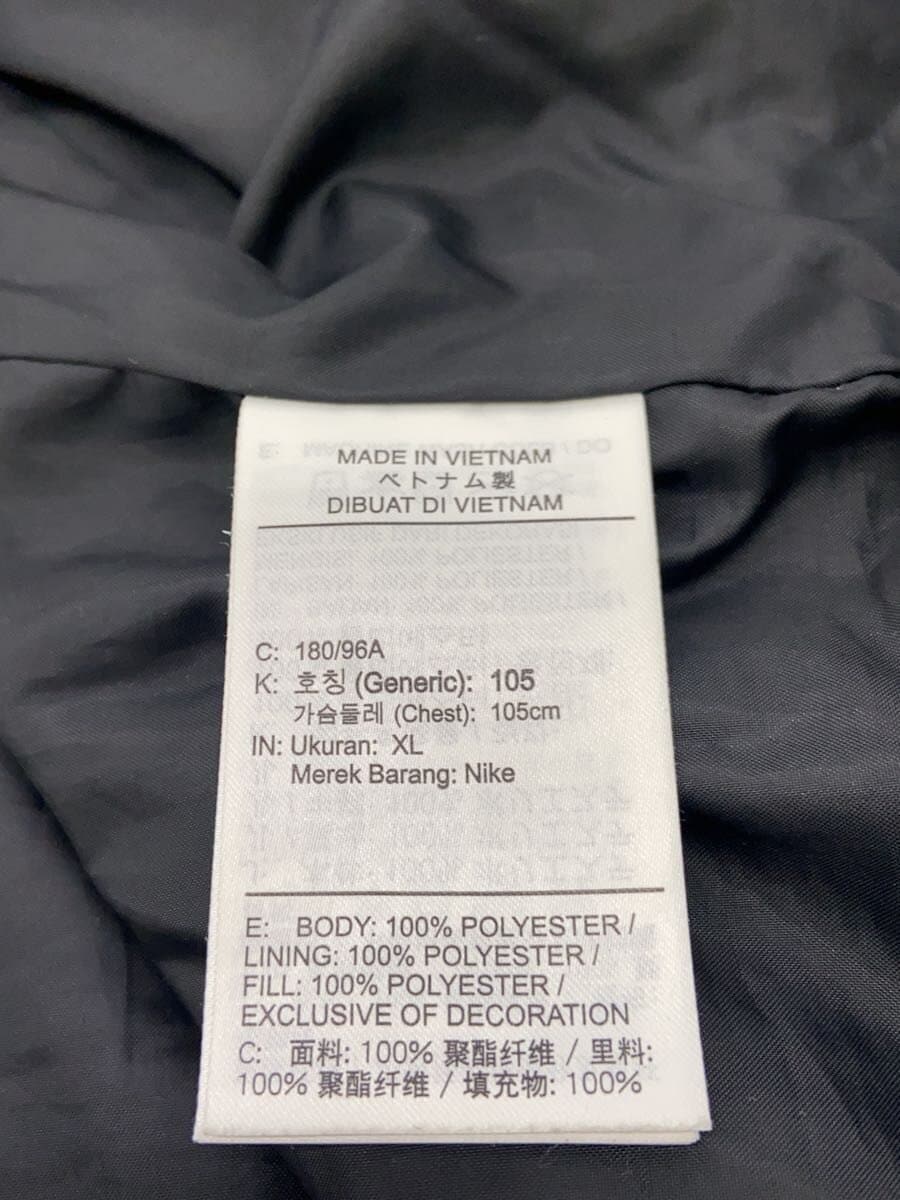 MADE IN VIETNAM
ベトナム製
DIBUAT DI VIETNAM
C: 180/96A
K: 호칭 (Generic): 105
가슴둘레 (Chest): 105cm
IN: Ukuran: XL
Merek Barang: Nike
E: BODY: 100% POLYESTER /
LINING: 100% POLYESTER /
FILL: 100% POLYESTER /
EXCLUSIVE OF DECORATION
C: 面料: 100% 聚酯纤维 / 里料:
100% 聚酯纤维 / 填充物: 100%